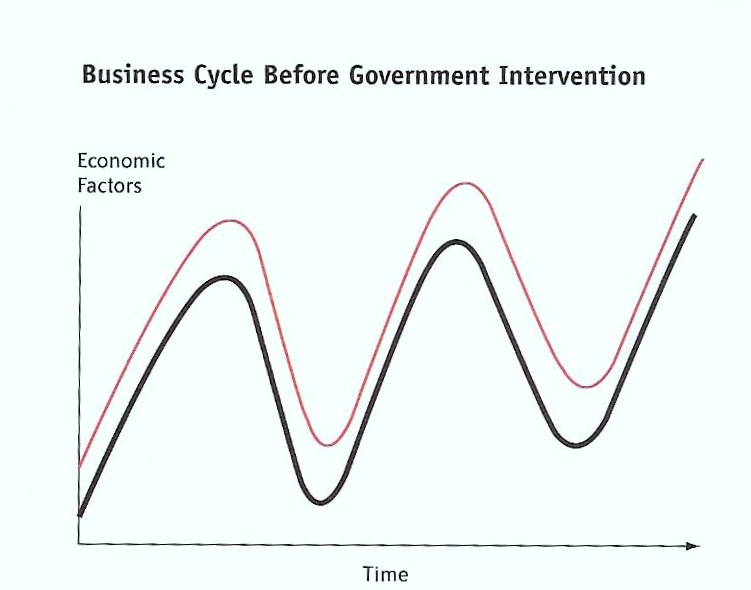 Business Cycle Before Government Intervention
Economic
Factors
Time